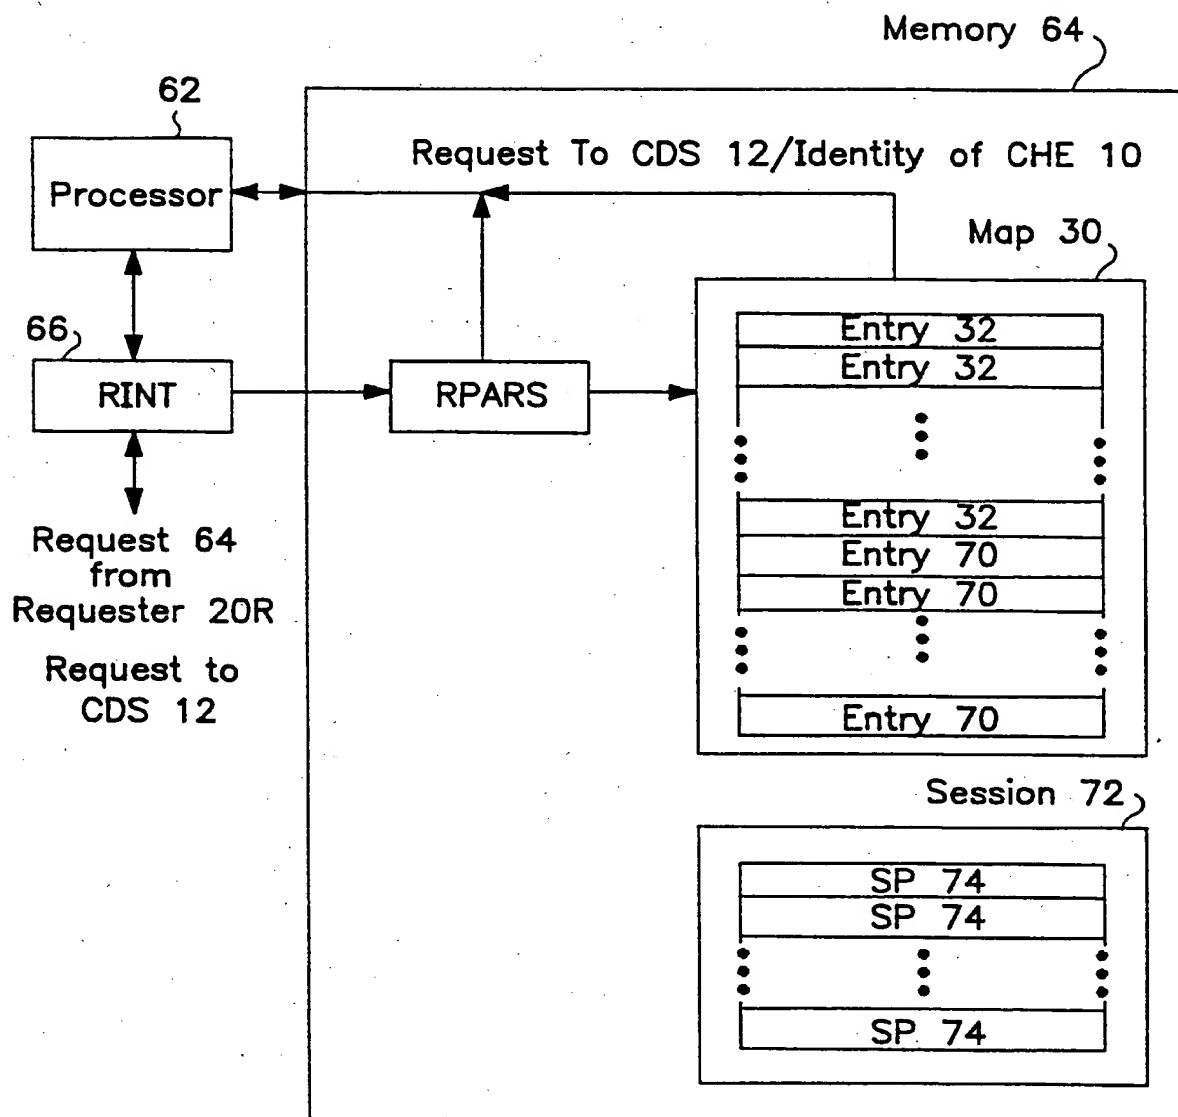 Memory 64
62
Processor
Request To CDS 12/Identity of CHE 10
Map 30
66
RINT
RPARS
Entry 32
Entry 32
Entry 32
Entry 70
Entry 70
Entry 70
Request 64
from
Requester 20R
Request to
CDS 12
Session 72
SP 74
SP 74
SP 74